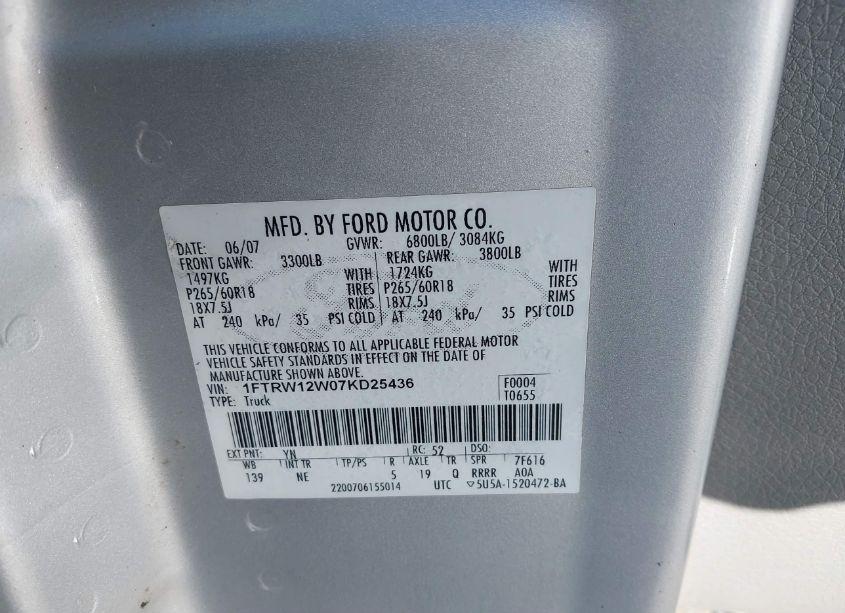 MFD. BY FORD MOTOR CO.
DATE: 06/07 GVWR: 6800LB/ 3084KG
FRONT GAWR: 3300LB REAR GAWR: 3800LB
1497KG WITH 1724KG WITH
P265/60R18 TIRES P265/60R18 TIRES
18X7.5J RIMS 18X7.5J RIMS
AT 240 kPa/ 35 PSI COLD AT 240 kPa/ 35 PSI COLD
THIS VEHICLE CONFORMS TO ALL APPLICABLE FEDERAL MOTOR
VEHICLE SAFETY STANDARDS IN EFFECT ON THE DATE OF
MANUFACTURE SHOWN ABOVE.
VIN: 1FTRW12W07KD25436 F0004
TYPE: Truck T0655
EXT PNT: YN RC: 52 DSO:
WB INT TR TP/PS R AXLE TR SPR 7F616
139 NE 5 19 Q RRRR AOA
2200706155014 UTC ▽5U5A-1520472-BA